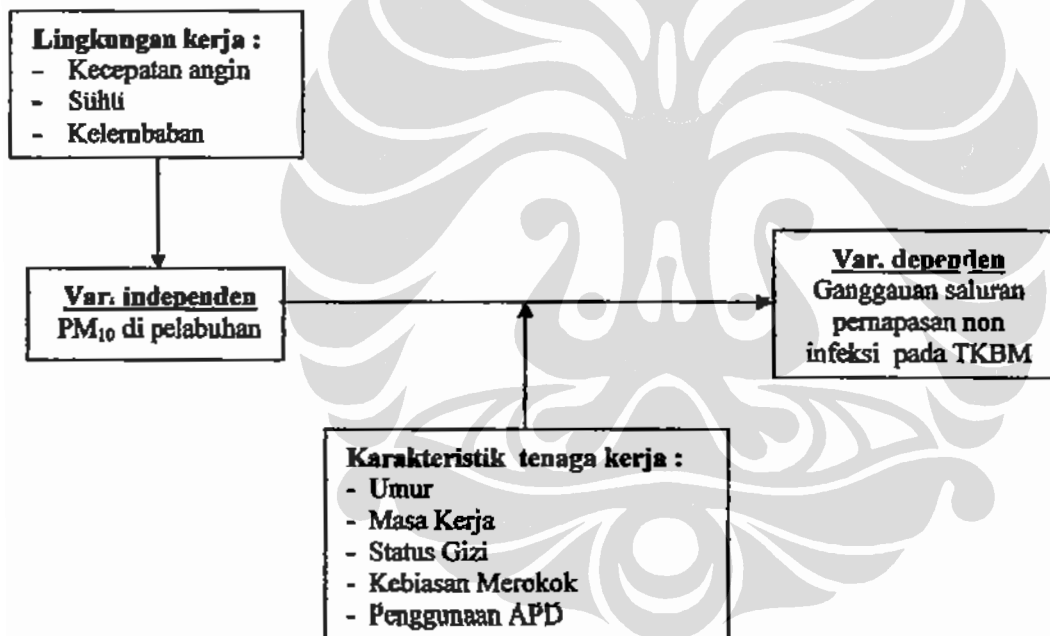 Lingkungan kerja :
- Kecepatan angin
- Suhu
- Kelembaban
Var. independen
PM₁₀ di pelabuhan
Var. dependen
Ganggauan saluran
pernapasan non
infeksi pada TKBM
Karakteristik tenaga kerja :
- Umur
- Masa Kerja
- Status Gizi
- Kebiasan Merokok
- Penggunaan APD